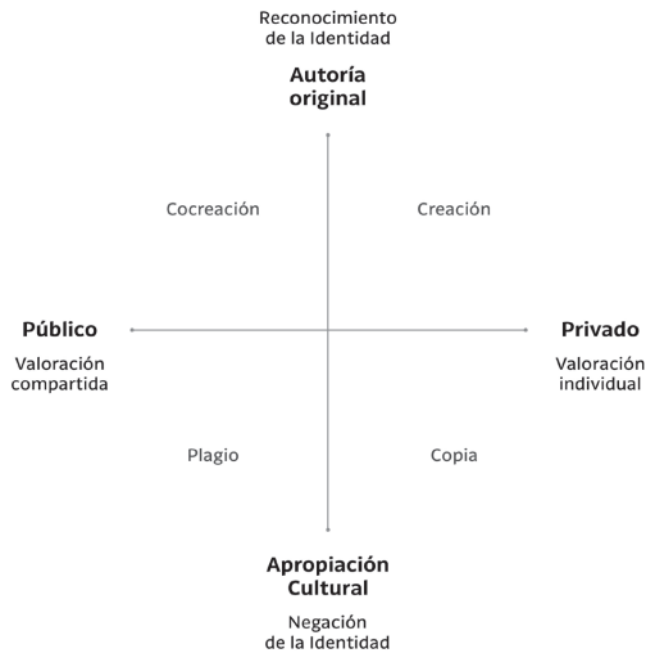 Reconocimiento
de la Identidad
Autoría
original
Cocreación
Creación
Público
Privado
Valoración
compartida
Valoración
individual
Plagio
Copia
Apropiación
Cultural
Negación
de la Identidad